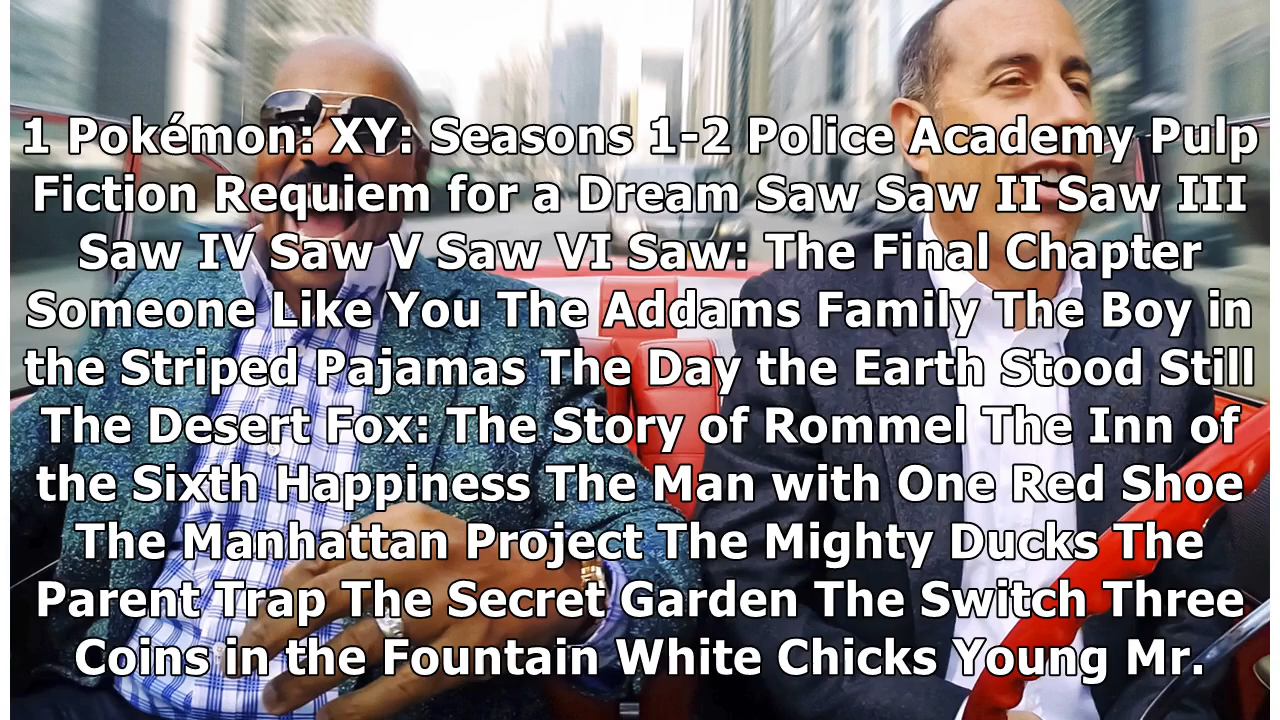 1 Pokémon: XY: Seasons 1-2 Police Academy Pulp
Fiction Requiem for a Dream Saw Saw II Saw III
Saw IV Saw V Saw VI Saw: The Final Chapter
Someone Like You The Addams Family The Boy in
the Striped Pajamas The Day the Earth Stood Still
The Desert Fox: The Story of Rommel The Inn of
the Sixth Happiness The Man with One Red Shoe
The Manhattan Project The Mighty Ducks The
Parent Trap The Secret Garden The Switch Three
Coins in the Fountain White Chicks Young Mr.